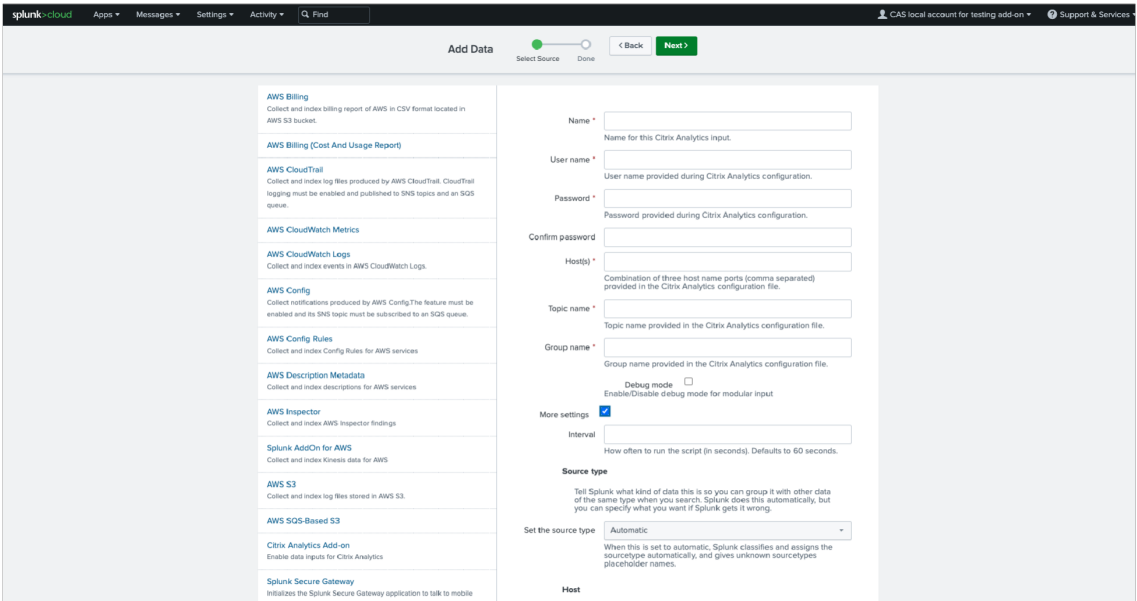 splunk>cloud Apps Messages Settings Activity Find CAS local account for testing add-on Support & Services
Add Data Select Source Done < Back Next >
AWS Billing
Collect and index billing report of AWS in CSV format located in
AWS S3 bucket.
AWS Billing (Cost And Usage Report)
AWS CloudTrail
Collect and index log files produced by AWS CloudTrail. CloudTrail
logging must be enabled and published to SNS topics and an SQS
queue.
AWS CloudWatch Metrics
AWS CloudWatch Logs
Collect and index events in AWS CloudWatch Logs.
AWS Config
Collect notifications produced by AWS Config.The feature must be
enabled and its SNS topic must be subscribed to an SQS queue.
AWS Config Rules
Collect and index Config Rules for AWS services
AWS Description Metadata
Collect and index descriptions for AWS services
AWS Inspector
Collect and index AWS Inspector findings
Splunk AddOn for AWS
Collect and index Kinesis data for AWS
AWS S3
Collect and index log files stored in AWS S3.
AWS SQS-Based S3
Citrix Analytics Add-on
Enable data inputs for Citrix Analytics
Splunk Secure Gateway
Initializes the Splunk Secure Gateway application to talk to mobile
Name *
Name for this Citrix Analytics input.
User name *
User name provided during Citrix Analytics configuration.
Password *
Password provided during Citrix Analytics configuration.
Confirm password
Host(s) *
Combination of three host name ports (comma separated)
provided in the Citrix Analytics configuration file.
Topic name *
Topic name provided in the Citrix Analytics configuration file.
Group name *
Group name provided in the Citrix Analytics configuration file.
Debug mode
Enable/Disable debug mode for modular input
More settings
Interval
How often to run the script (in seconds). Defaults to 60 seconds.
Source type
Tell Splunk what kind of data this is so you can group it with other data
of the same type when you search. Splunk does this automatically, but
you can specify what you want if Splunk gets it wrong.
Set the source type Automatic
When this is set to automatic, Splunk classifies and assigns the
sourcetype automatically, and gives unknown sourcetypes
placeholder names.
Host